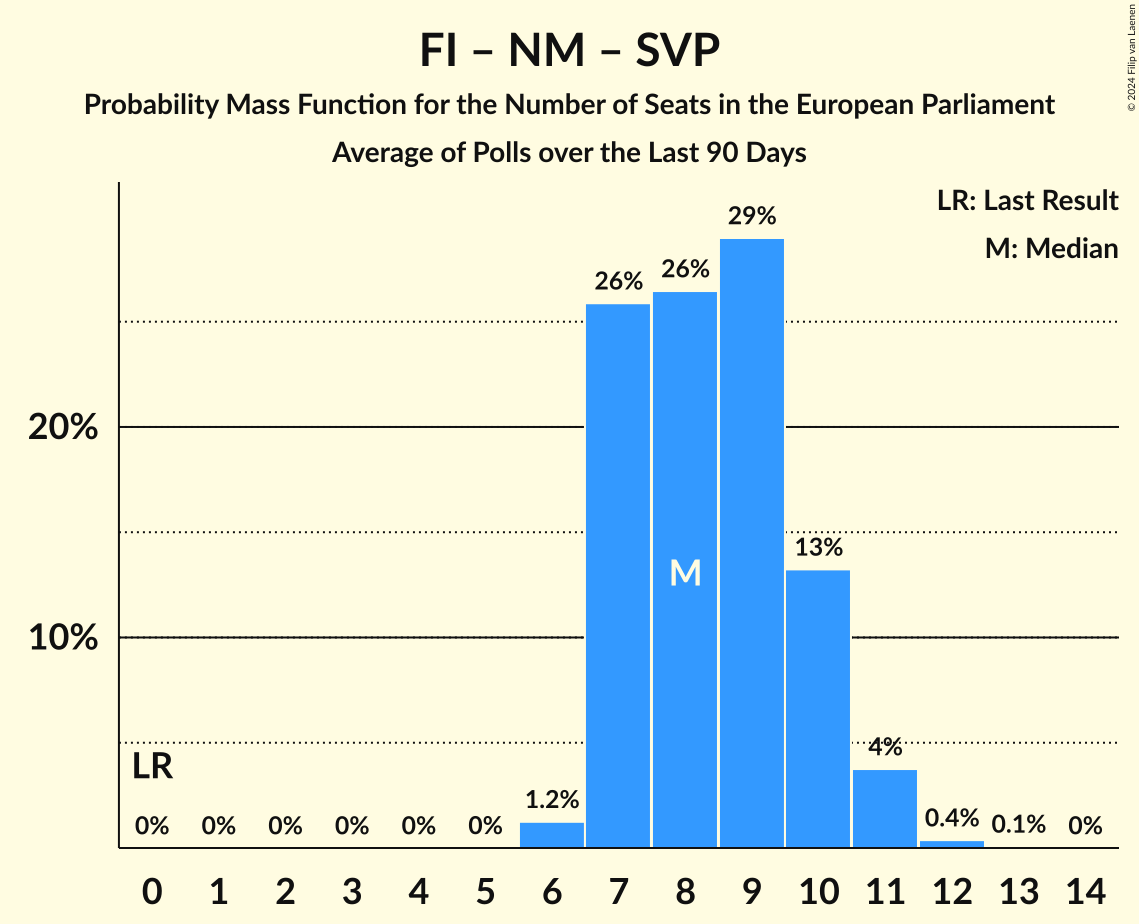 FI – NM – SVP
Probability Mass Function for the Number of Seats in the European Parliament
Average of Polls over the Last 90 Days
© 2024 Filip van Laenen
LR: Last Result
M: Median
29%
26%
26%
20%
13%
M
10%
4%
LR
1.2%
0% 0% 0% 0% 0% 0% 0.4% 0.1% 0%
0 1 2 3 4 5 6 7 8 9 10 11 12 13 14